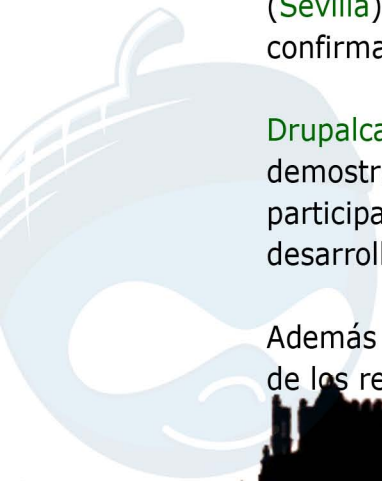 (Sevilla)
confirma
Drupalca
demostr
participa
desarroll
Además
de los re